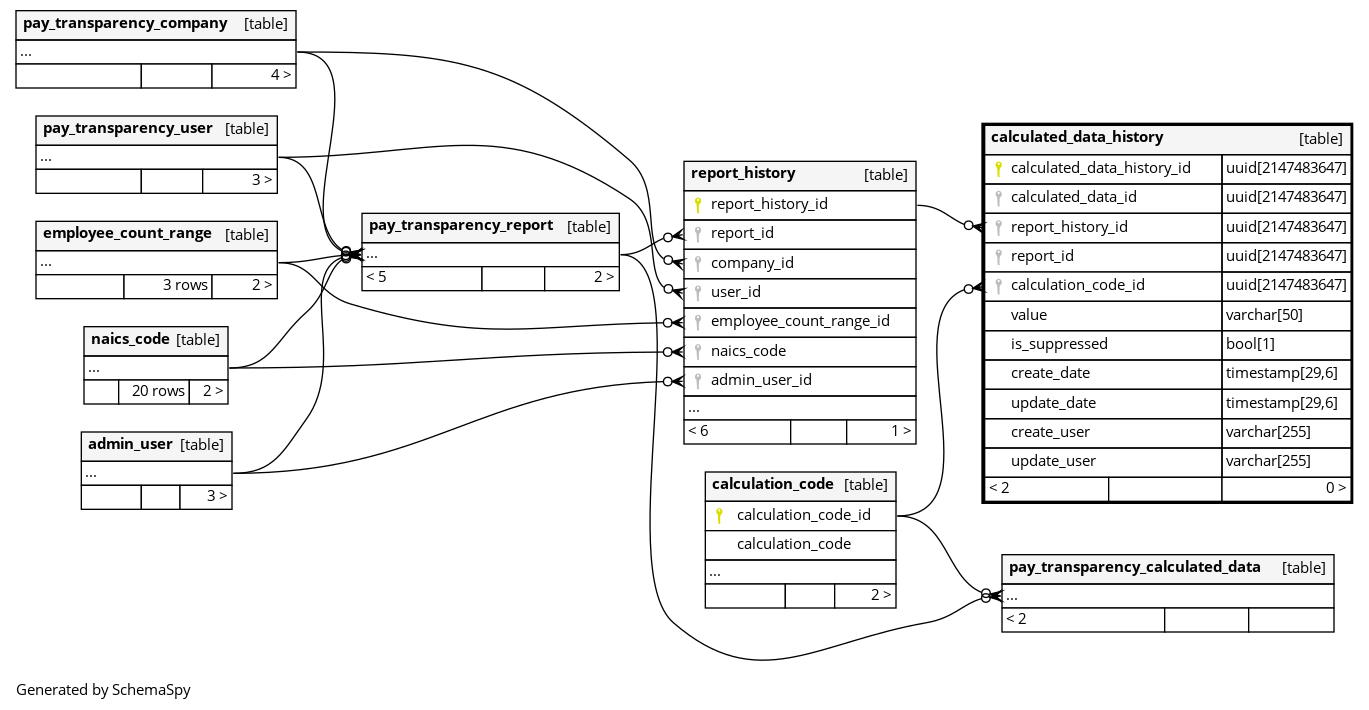 pay_transparency_company [table]
...
4 >
pay_transparency_user [table]
...
3 >
employee_count_range [table]
...
3 rows 2 >
naics_code [table]
...
20 rows 2 >
admin_user [table]
...
3 >
pay_transparency_report [table]
...
< 5 2 >
report_history [table]
report_history_id
report_id
company_id
user_id
employee_count_range_id
naics_code
admin_user_id
...
< 6 1 >
calculation_code [table]
calculation_code_id
calculation_code
...
2 >
calculated_data_history [table]
calculated_data_history_id uuid[2147483647]
calculated_data_id uuid[2147483647]
report_history_id uuid[2147483647]
report_id uuid[2147483647]
calculation_code_id uuid[2147483647]
value varchar[50]
is_suppressed bool[1]
create_date timestamp[29,6]
update_date timestamp[29,6]
create_user varchar[255]
update_user varchar[255]
< 2 0 >
pay_transparency_calculated_data [table]
...
< 2
Generated by SchemaSpy